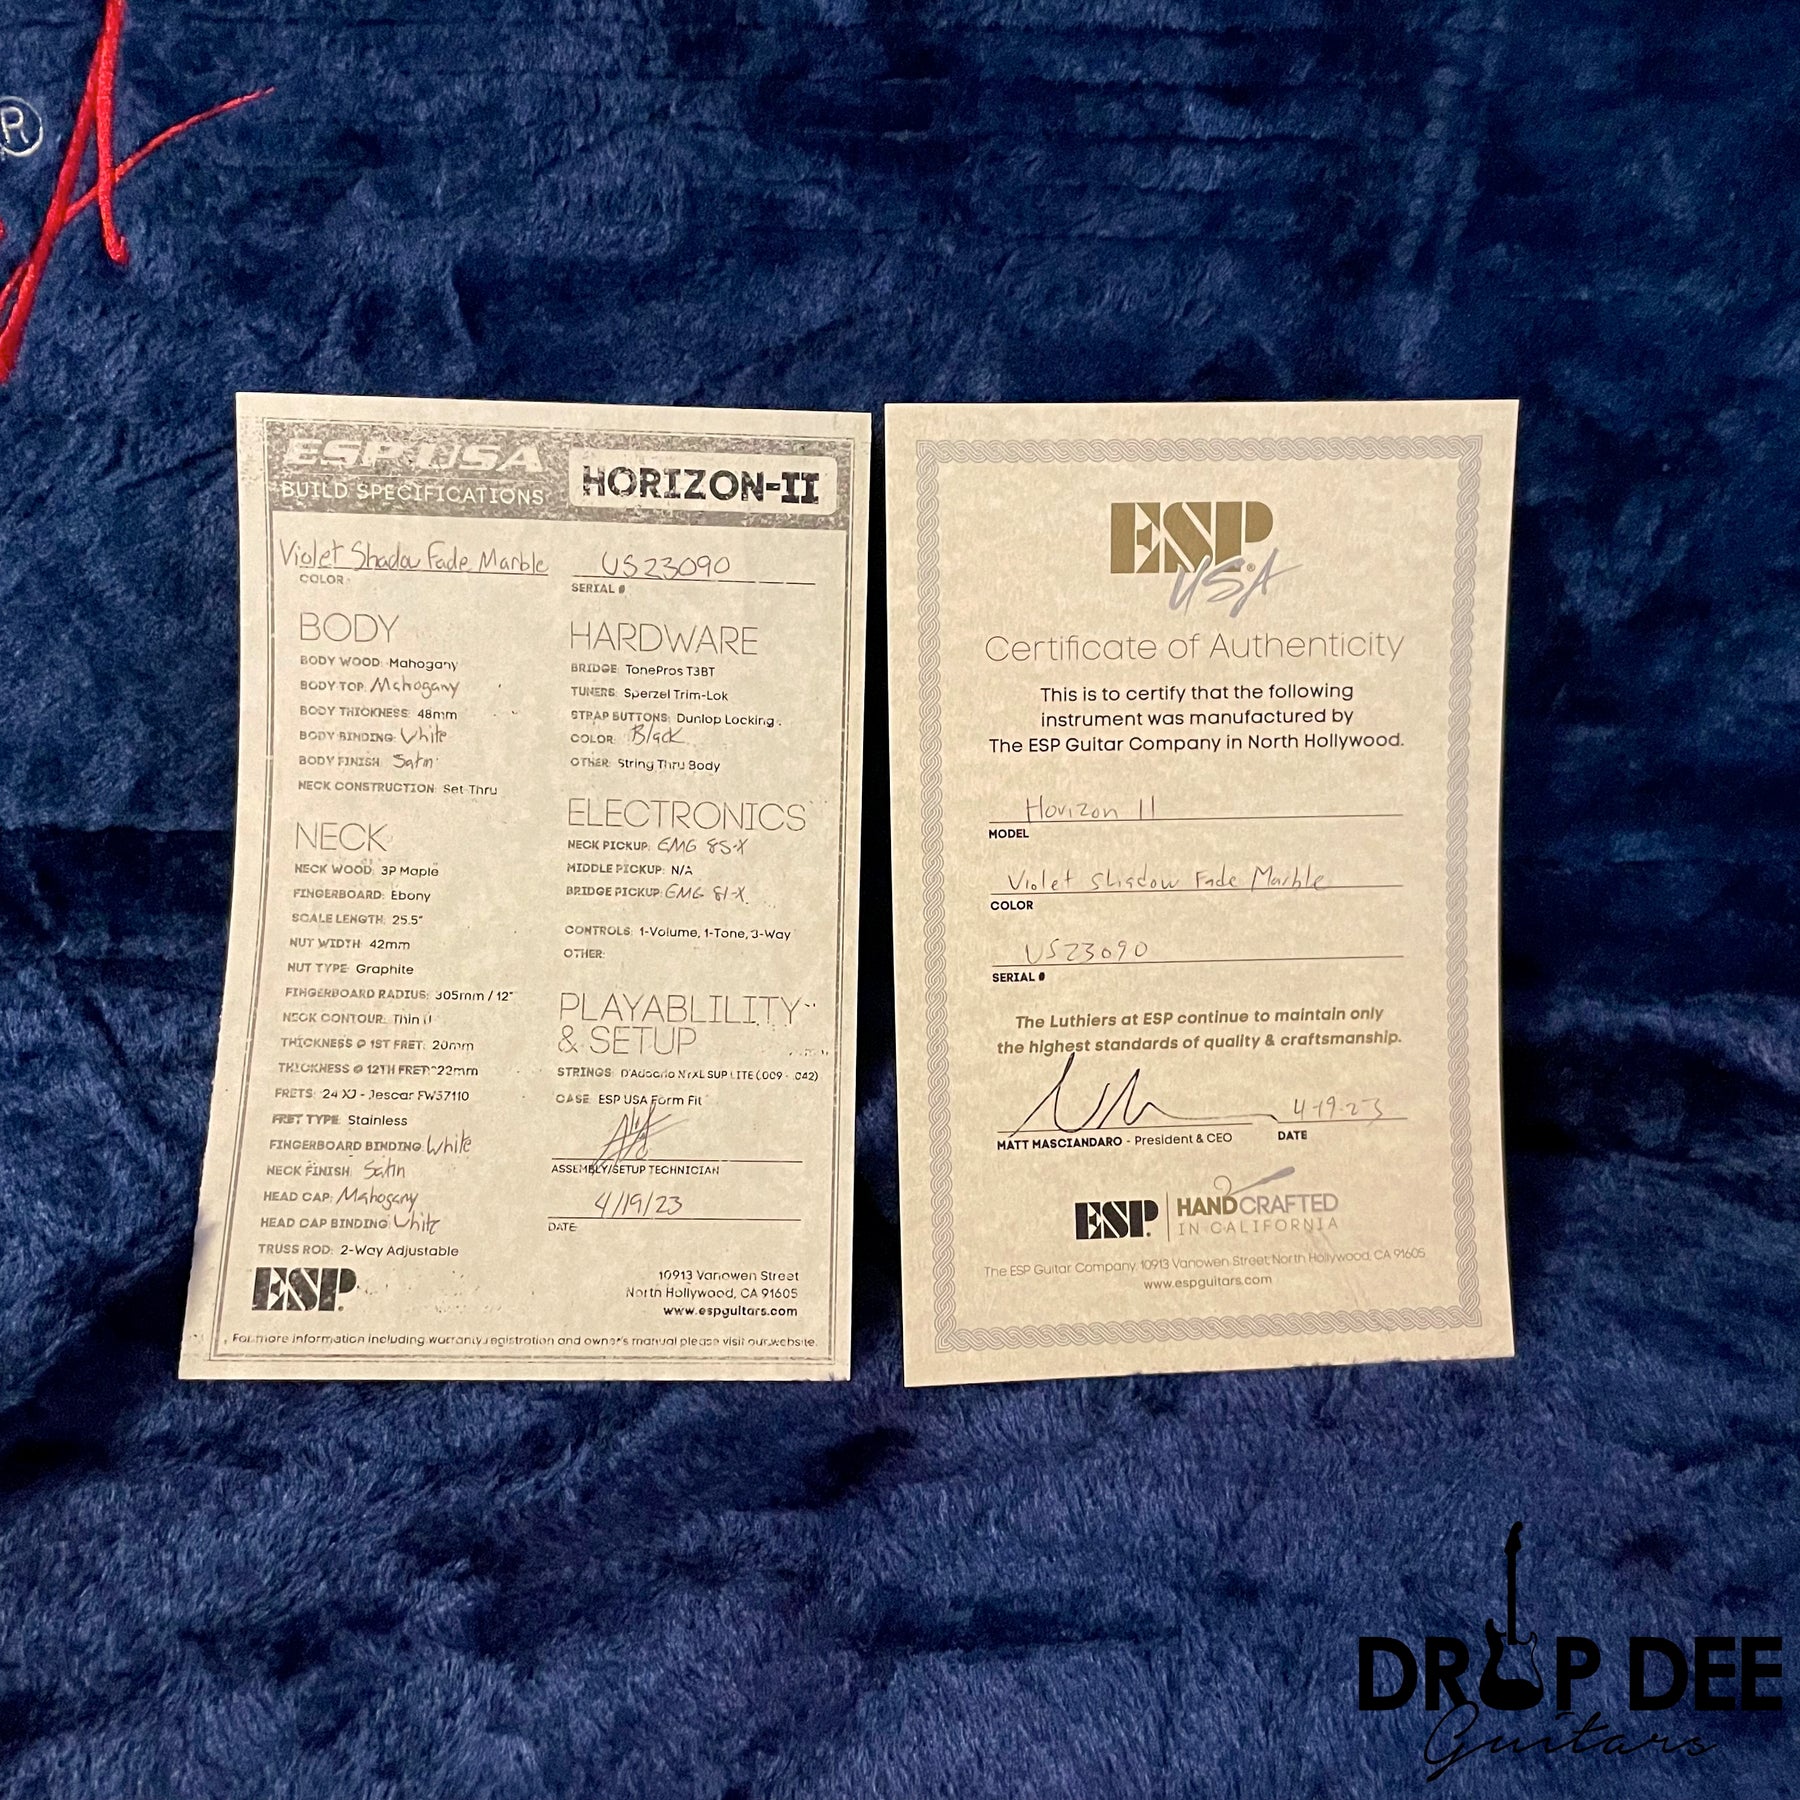 ®
A
ESP USA
BUILD SPECIFICATIONS
HORIZON-II
Violet Shadow Fade Marble
COLOR:
US23090
SERIAL #
BODY
BODY WOOD: Mahogany
BODY TOP: Mahogany
BODY THICKNESS: 48mm
BODY BINDING: White
BODY FINISH: Satin
NECK CONSTRUCTION: Set-Thru
NECK
NECK WOOD: 3P Maple
FINGERBOARD: Ebony
SCALE LENGTH: 25.5"
NUT WIDTH: 42mm
NUT TYPE: Graphite
FINGERBOARD RADIUS: 305mm / 12"
NECK CONTOUR: Thin U
THICKNESS @ 1ST FRET: 20mm
THICKNESS @ 12TH FRET: 22mm
FRETS: 24 XJ - Jescar FW57110
FRET TYPE: Stainless
FINGERBOARD BINDING: White
NECK FINISH: Satin
HEAD CAP: Mahogany
HEAD CAP BINDING: White
TRUSS ROD: 2-Way Adjustable
HARDWARE
BRIDGE: TonePros T3BT
TUNERS: Sperzel Trim-Lok
STRAP BUTTONS: Dunlop Locking
COLOR: Black
OTHER: String Thru Body
ELECTRONICS
NECK PICKUP: EMG 85-X
MIDDLE PICKUP: N/A
BRIDGE PICKUP: EMG 81-X
CONTROLS: 1-Volume, 1-Tone, 3-Way
OTHER:
PLAYABLILITY
& SETUP
STRINGS: D'Addario NYXL SUP LITE (.009 - .042)
CASE: ESP USA Form Fit
ASSEMBLY/SETUP TECHNICIAN
4/19/23
DATE
ESP.
10913 Vanowen Street
North Hollywood, CA 91605
www.espguitars.com
For more information including warranty registration and owner's manual please visit our website.
ESP®
USA
Certificate of Authenticity
This is to certify that the following
instrument was manufactured by
The ESP Guitar Company in North Hollywood.
Horizon II
MODEL
Violet Shadow Fade Marble
COLOR
US23090
SERIAL #
The Luthiers at ESP continue to maintain only
the highest standards of quality & craftsmanship.
4-19-23
MATT MASCIANDARO - President & CEO
DATE
ESP. HANDCRAFTED
IN CALIFORNIA
The ESP Guitar Company, 10913 Vanowen Street North Hollywood, CA 91605
www.espguitars.com
DROP DEE
Guitars